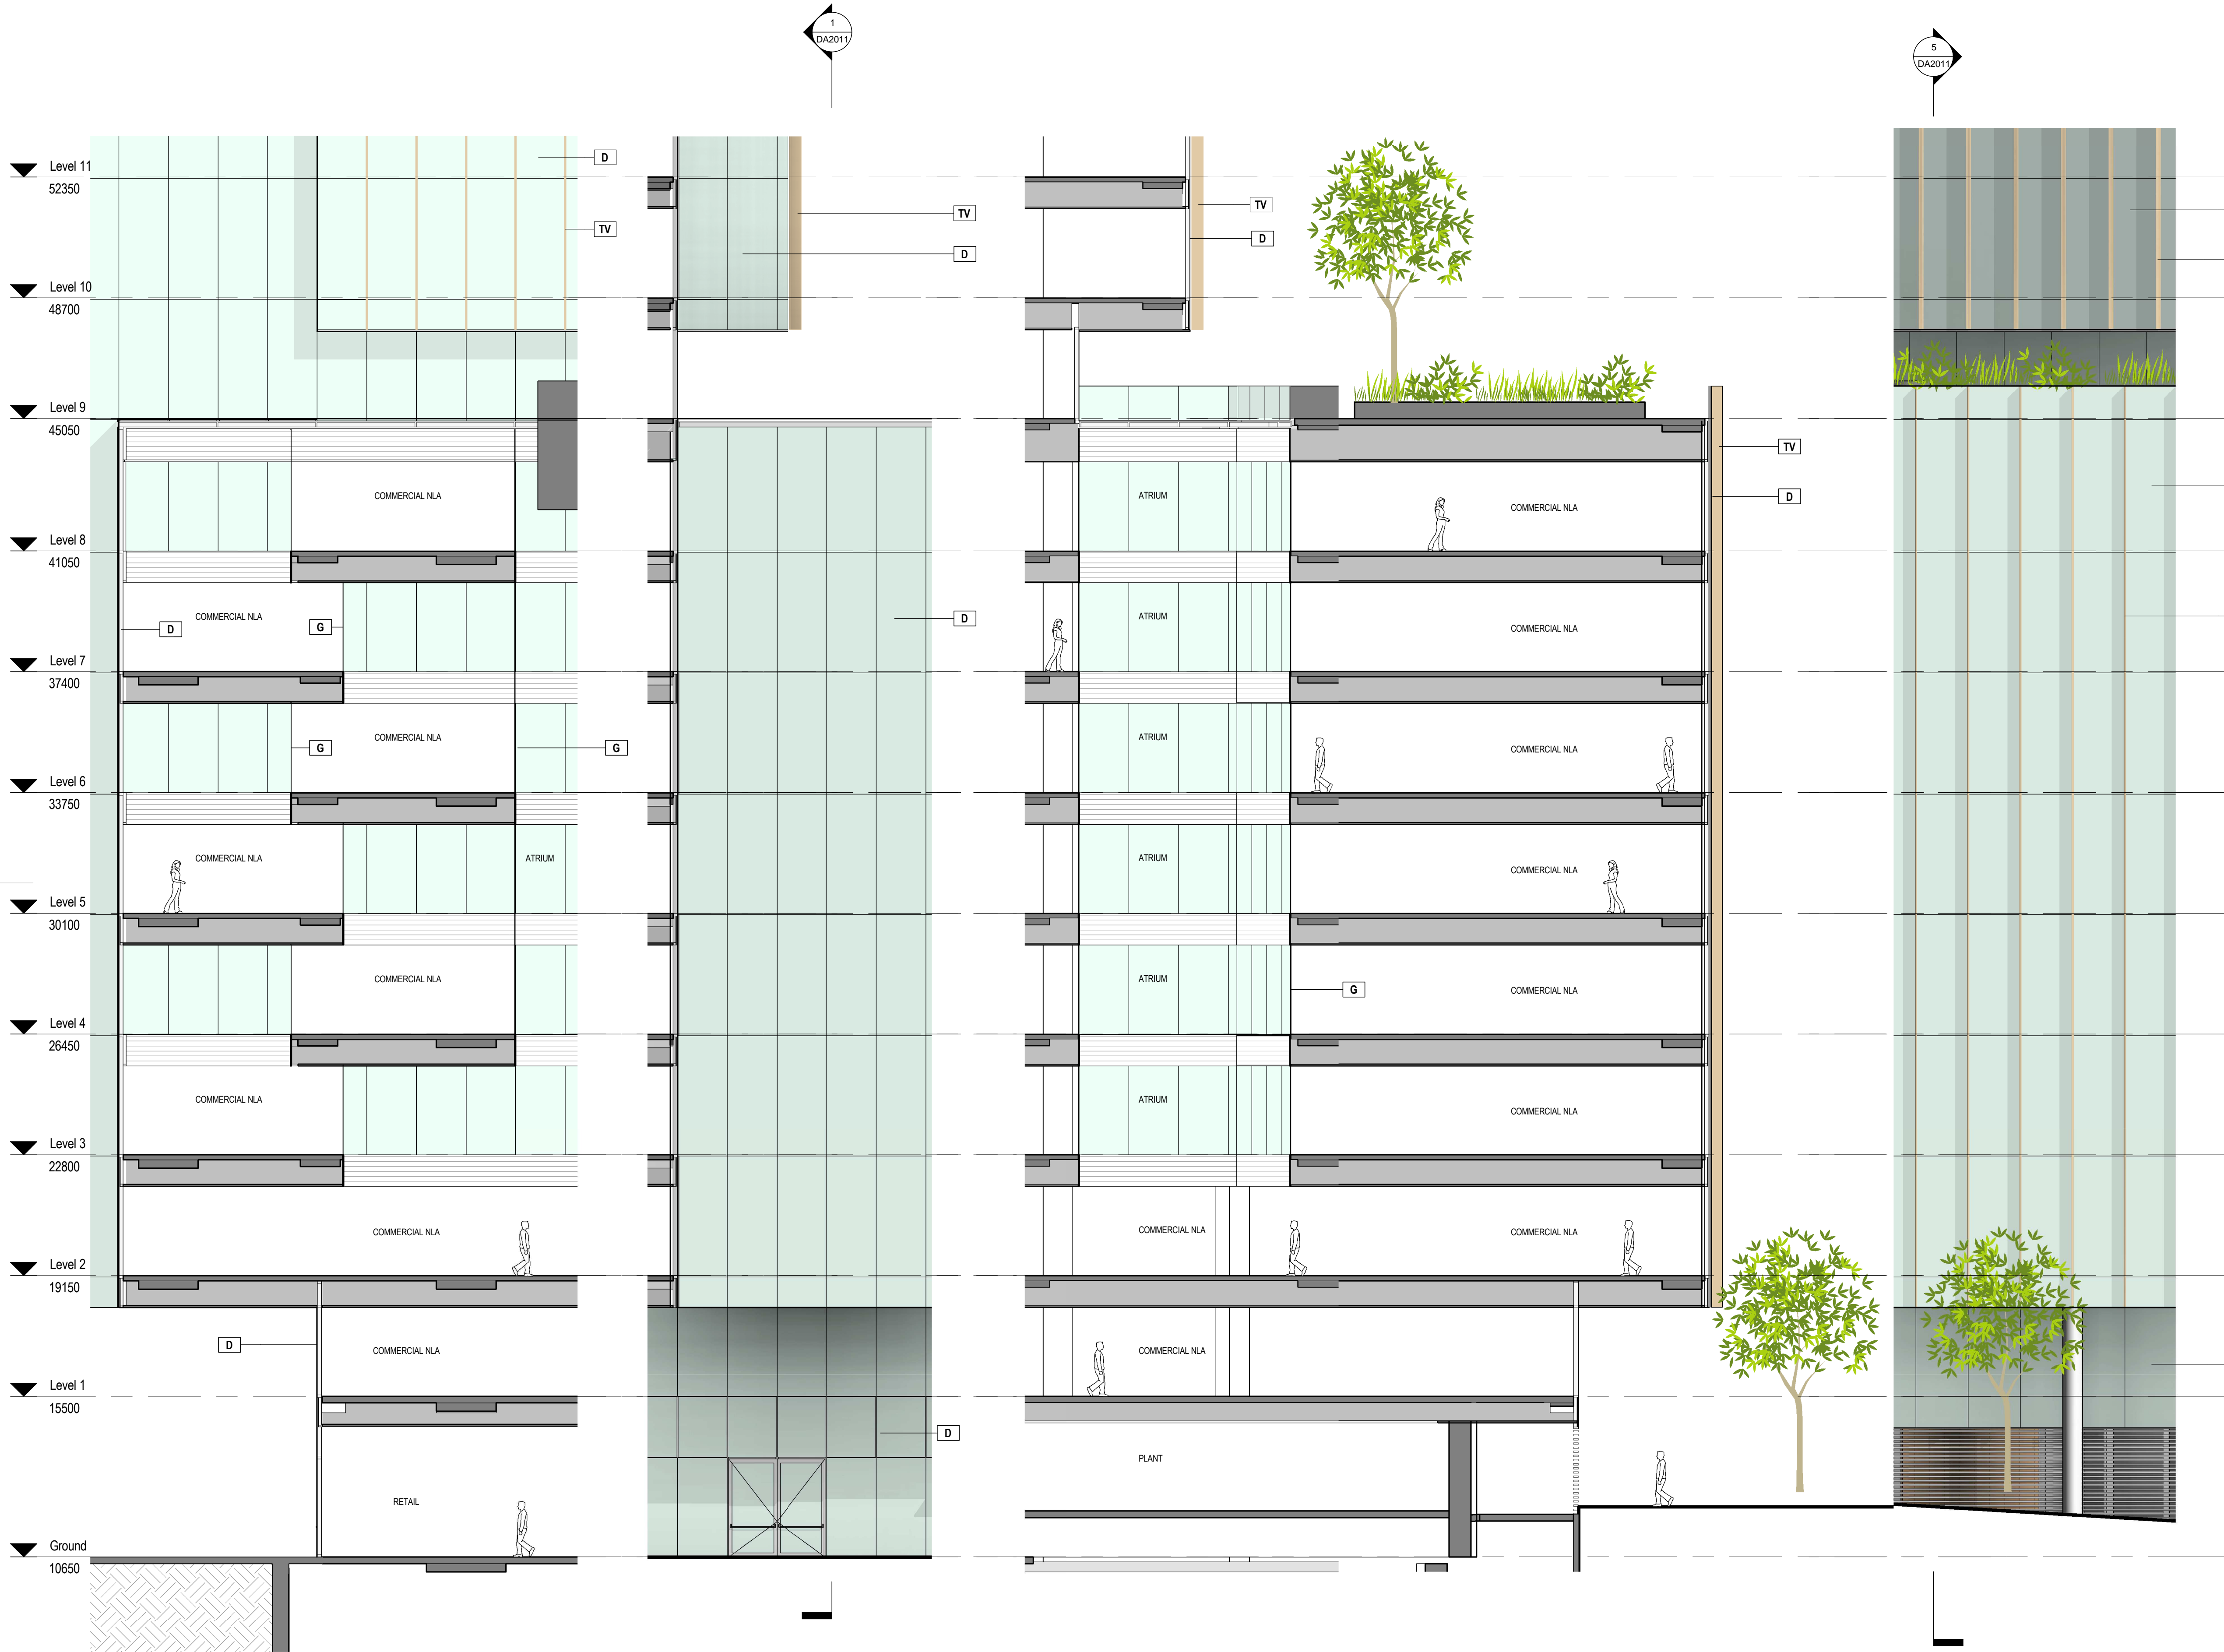 1
DA2011
5
DA2011
Level 11
52350
D
TV
TV
D
TV
D
Level 10
48700
Level 9
45050
TV
D
COMMERCIAL NLA
ATRIUM
COMMERCIAL NLA
Level 8
41050
COMMERCIAL NLA
D
G
D
ATRIUM
COMMERCIAL NLA
Level 7
37400
COMMERCIAL NLA
G
G
ATRIUM
COMMERCIAL NLA
Level 6
33750
COMMERCIAL NLA
ATRIUM
ATRIUM
COMMERCIAL NLA
Level 5
30100
COMMERCIAL NLA
ATRIUM
G
COMMERCIAL NLA
Level 4
26450
COMMERCIAL NLA
ATRIUM
COMMERCIAL NLA
Level 3
22800
COMMERCIAL NLA
COMMERCIAL NLA
COMMERCIAL NLA
Level 2
19150
D
COMMERCIAL NLA
COMMERCIAL NLA
Level 1
15500
D
PLANT
RETAIL
Ground
10650